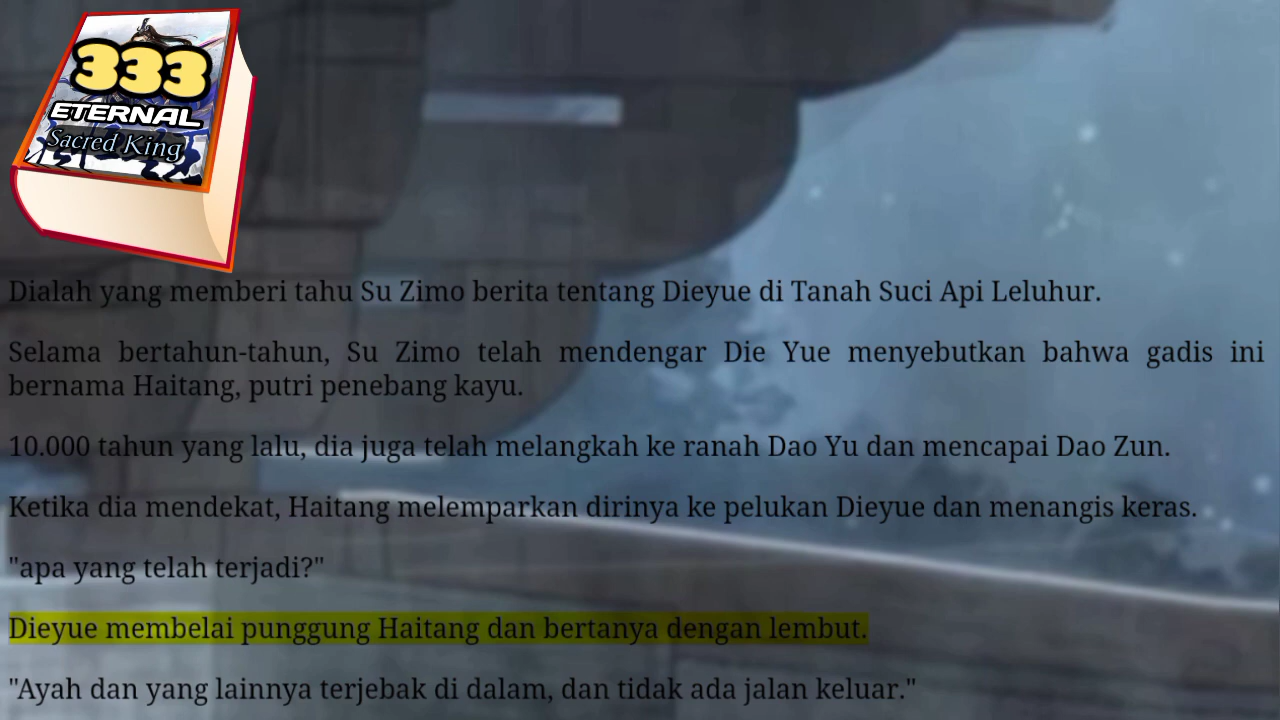 333
ETERNAL
Sacred King
Dialah yang memberi tahu Su Zimo berita tentang Dieyue di Tanah Suci Api Leluhur.
Selama bertahun-tahun, Su Zimo telah mendengar Die Yue menyebutkan bahwa gadis ini
bernama Haitang, putri penebang kayu.
10.000 tahun yang lalu, dia juga telah melangkah ke ranah Dao Yu dan mencapai Dao Zun.
Ketika dia mendekat, Haitang melemparkan dirinya ke pelukan Dieyue dan menangis keras.
"apa yang telah terjadi?"
Dieyue membelai punggung Haitang dan bertanya dengan lembut.
"Ayah dan yang lainnya terjebak di dalam, dan tidak ada jalan keluar."